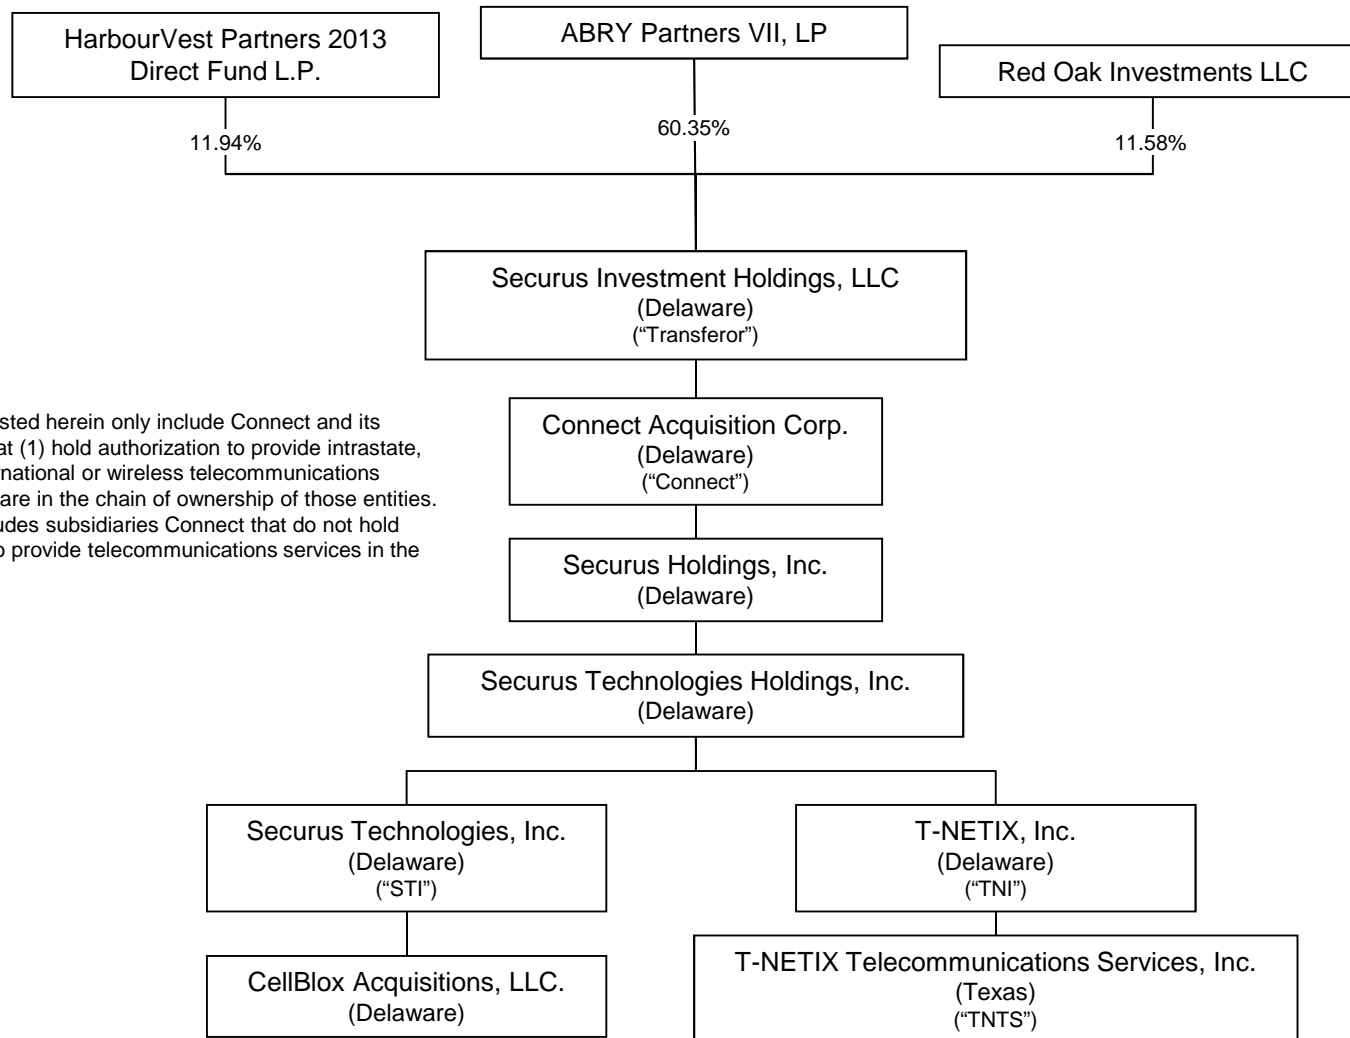 HarbourVest Partners 2013
Direct Fund L.P.
ABRY Partners VII, LP
Red Oak Investments LLC
11.94%
60.35%
11.58%
Securus Investment Holdings, LLC
(Delaware)
(“Transferor”)
sted herein only include Connect and its
at (1) hold authorization to provide intrastate,
rnational or wireless telecommunications
are in the chain of ownership of those entities.
udes subsidiaries Connect that do not hold
o provide telecommunications services in the
Connect Acquisition Corp.
(Delaware)
(“Connect”)
Securus Holdings, Inc.
(Delaware)
Securus Technologies Holdings, Inc.
(Delaware)
Securus Technologies, Inc.
(Delaware)
(“STI”)
T-NETIX, Inc.
(Delaware)
(“TNI”)
CellBlox Acquisitions, LLC.
(Delaware)
T-NETIX Telecommunications Services, Inc.
(Texas)
(“TNTS”)